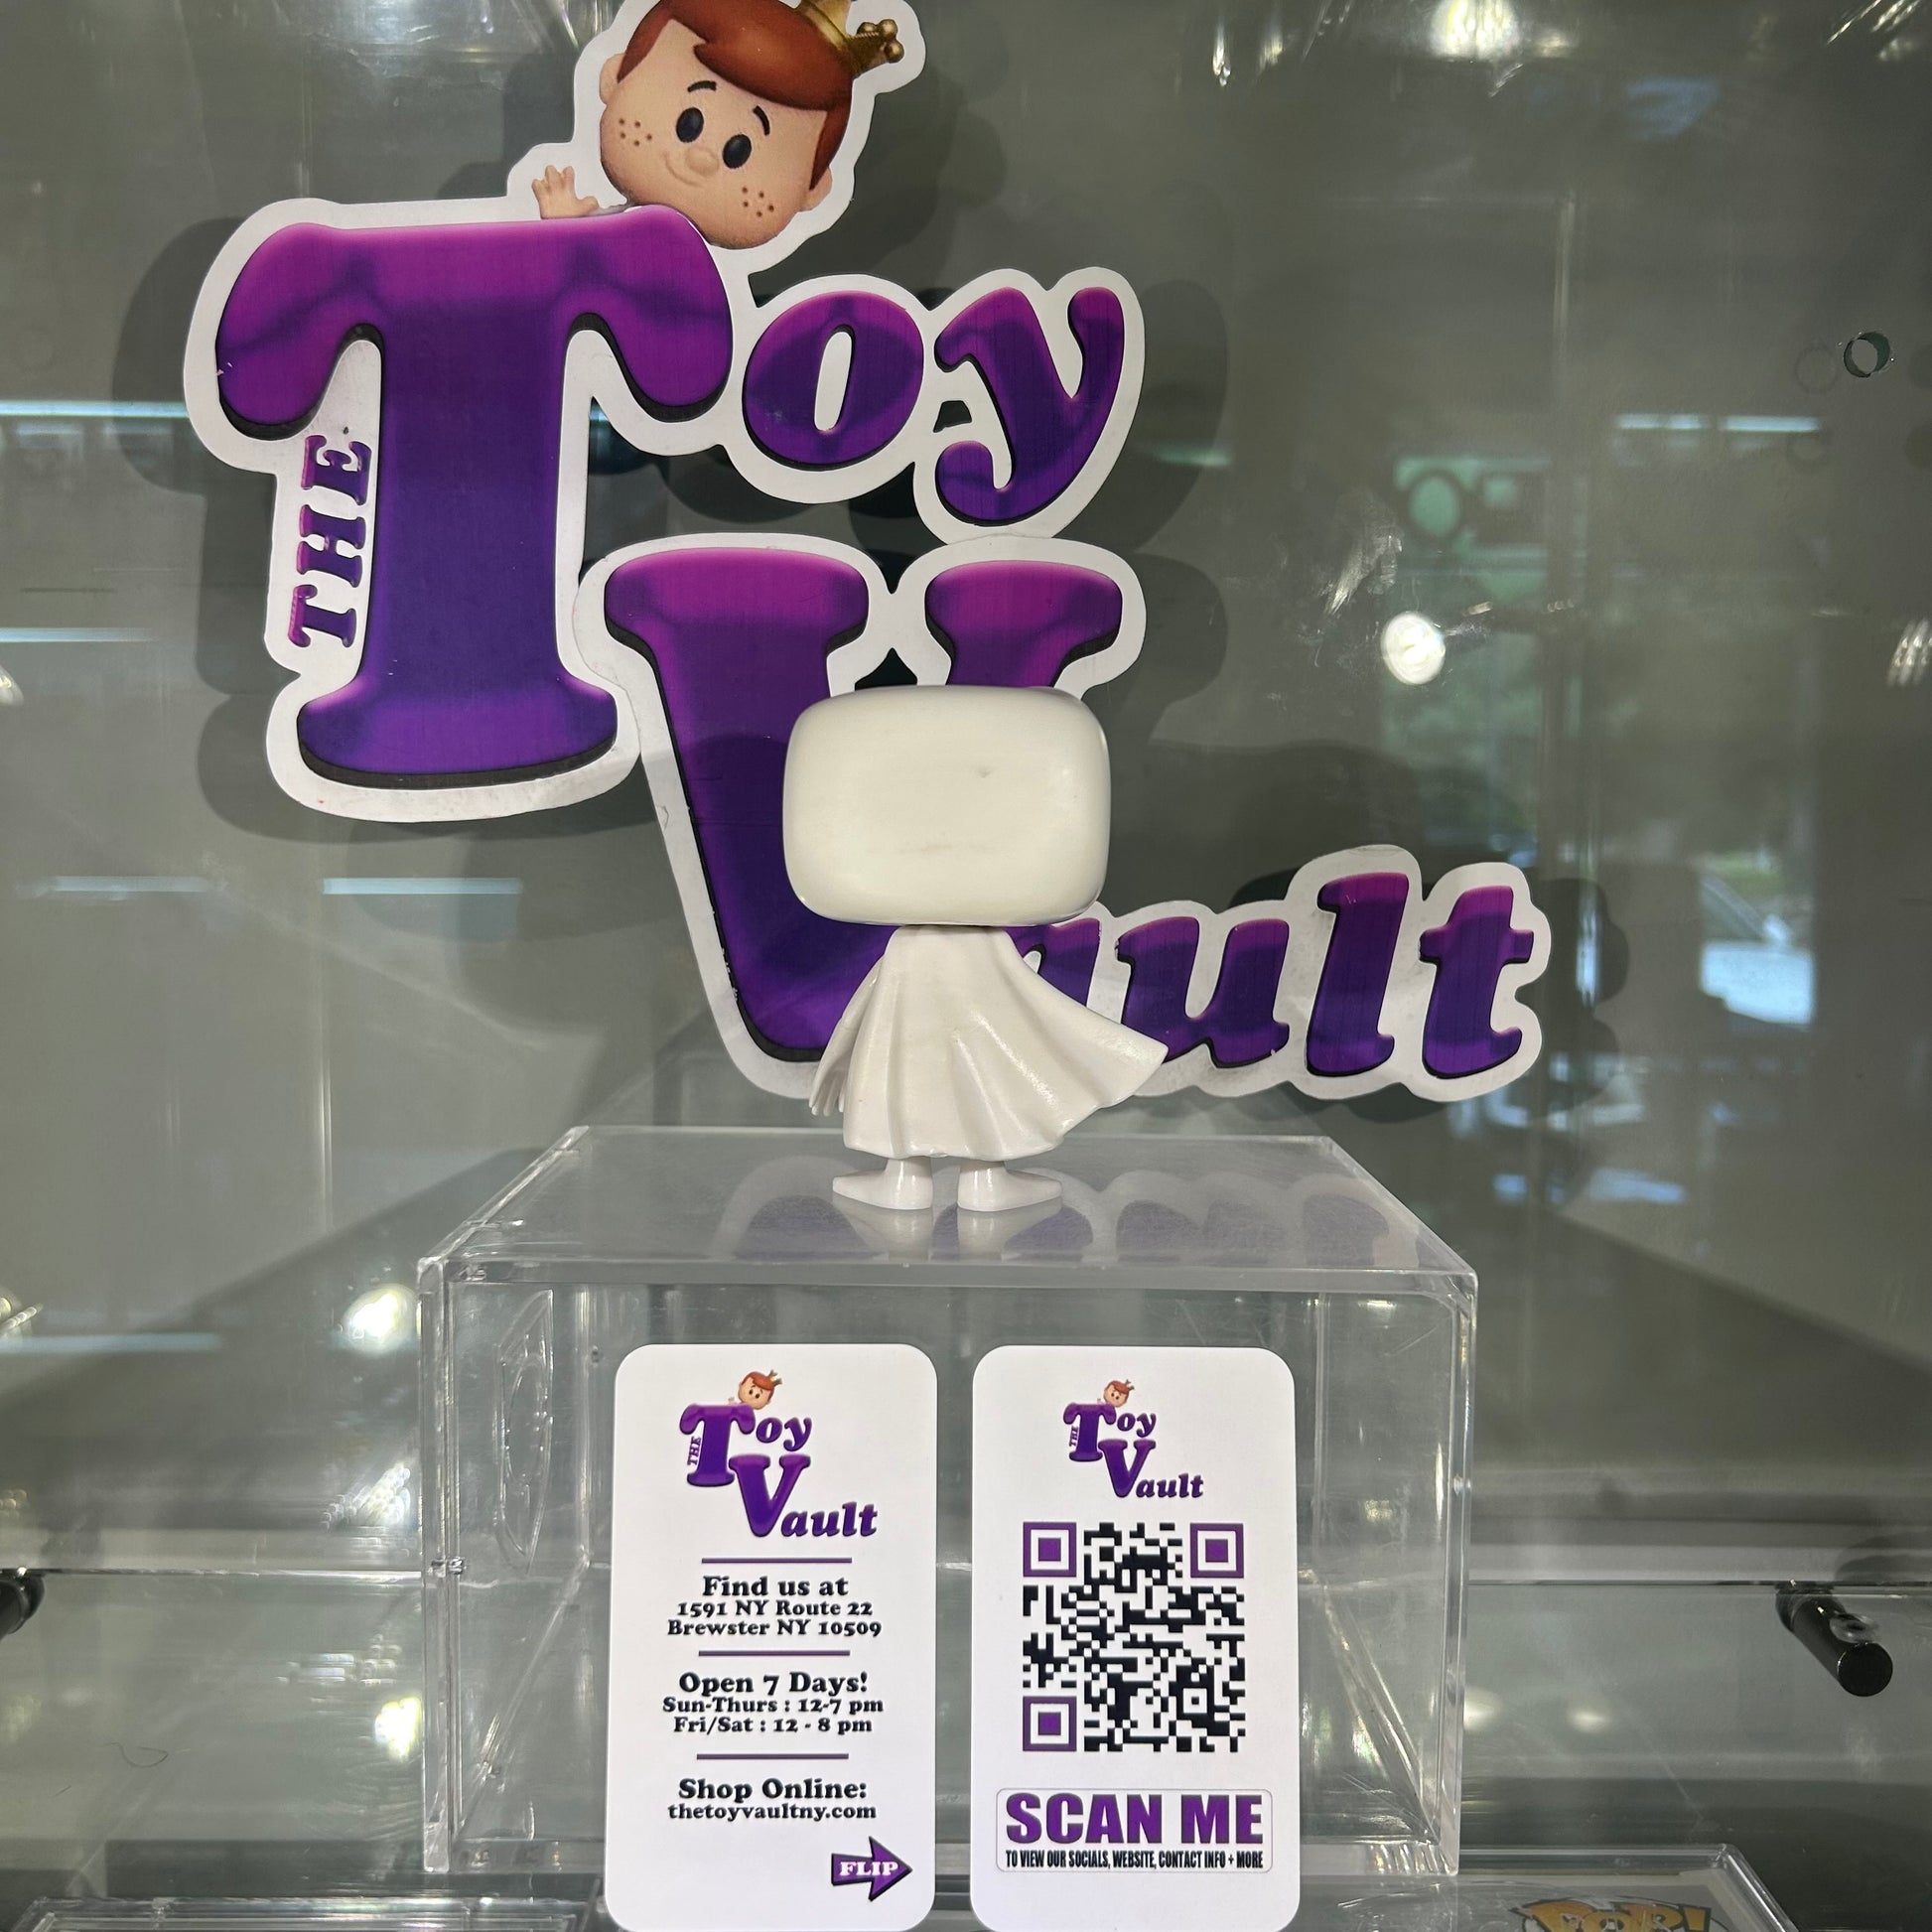 THE Toy
Vault
THE Toy
Vault
Find us at
1591 NY Route 22
Brewster NY 10509
Open 7 Days!
Sun-Thurs : 12-7 pm
Fri/Sat : 12 - 8 pm
Shop Online:
thetoyvaultny.com
FLIP
THE Toy
Vault
SCAN ME
TO VIEW OUR SOCIALS, WEBSITE, CONTACT INFO + MORE
POP!